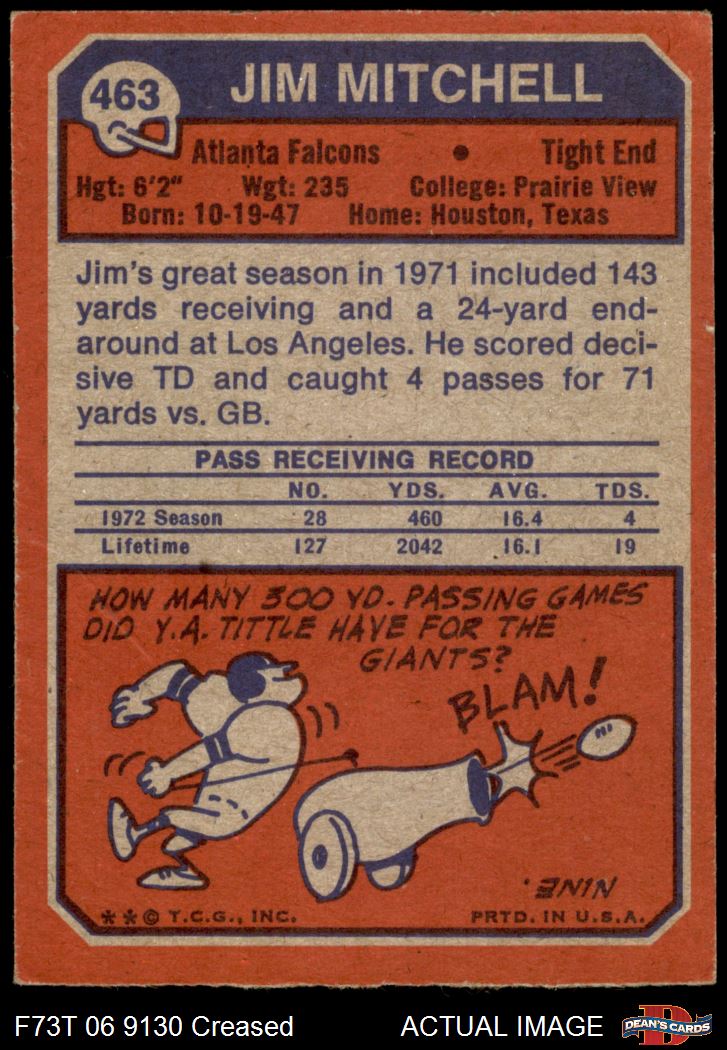 463
JIM MITCHELL
Atlanta Falcons • Tight End
Hgt: 6'2" Wgt: 235 College: Prairie View
Born: 10-19-47 Home: Houston, Texas
Jim's great season in 1971 included 143
yards receiving and a 24-yard end-
around at Los Angeles. He scored deci-
sive TD and caught 4 passes for 71
yards vs. GB.
PASS RECEIVING RECORD
NO. YDS. AVG. TDS.
1972 Season 28 460 16.4 4
Lifetime 127 2042 16.1 19
HOW MANY 300 YD. PASSING GAMES
DID Y.A. TITTLE HAVE FOR THE
GIANTS?
BLAM!
NINE.
**© T.C.G., INC. PRTD. IN U.S.A.
F73T 06 9130 Creased ACTUAL IMAGE
D
DEAN'S CARDS